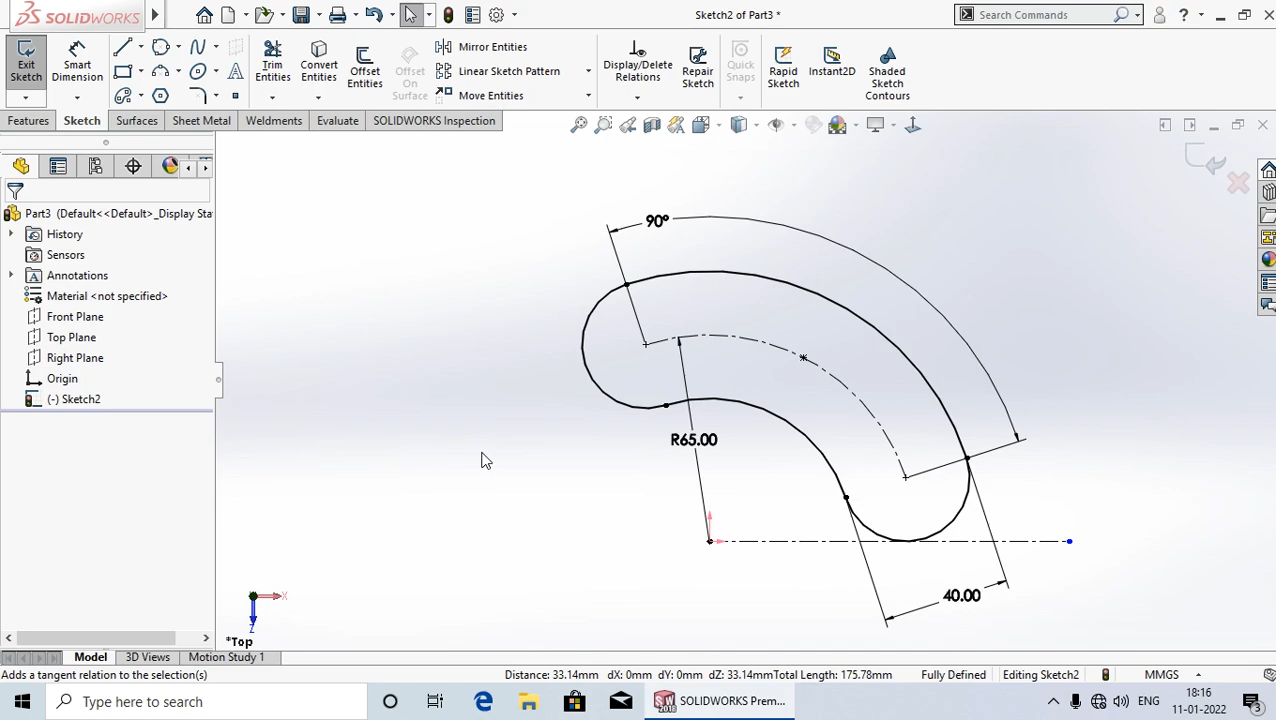 SOLIDWORKS
Sketch2 of Part3 *
Search Commands
Exit Sketch
Smart Dimension
Trim Entities
Convert Entities
Offset Entities
Offset On Surface
Mirror Entities
Linear Sketch Pattern
Move Entities
Display/Delete Relations
Repair Sketch
Quick Snaps
Rapid Sketch
Instant2D
Shaded Sketch Contours
Features
Sketch
Surfaces
Sheet Metal
Weldments
Evaluate
SOLIDWORKS Inspection
Part3 (Default<<Default>_Display Sta
History
Sensors
Annotations
Material <not specified>
Front Plane
Top Plane
Right Plane
Origin
(-) Sketch2
90°
R65.00
40.00
X
Z
*Top
Model
3D Views
Motion Study 1
Adds a tangent relation to the selection(s)
Distance: 33.14mm dX: 0mm dY: 0mm dZ: 33.14mm Total Length: 175.78mm
Fully Defined
Editing Sketch2
MMGS
Type here to search
SW
2018
SOLIDWORKS Prem...
ENG
18:16
11-01-2022
3